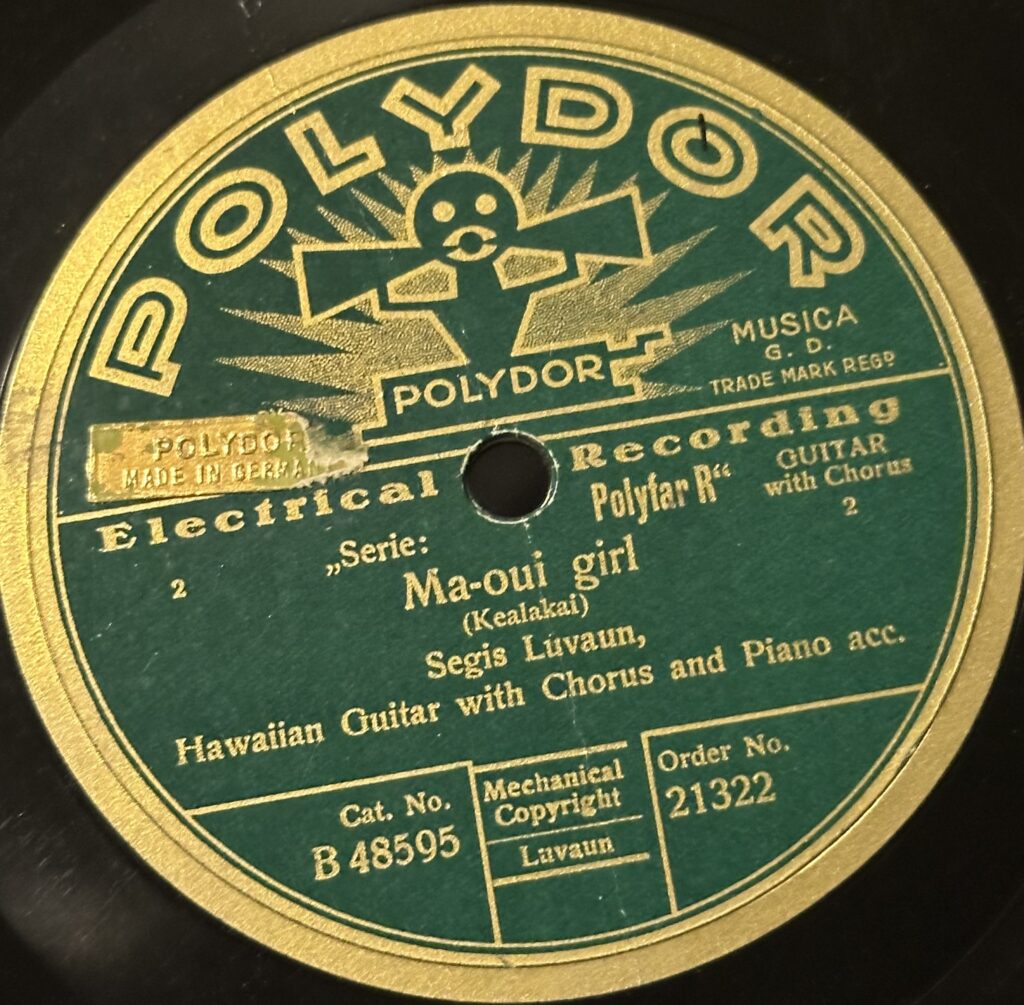 POLYDOR
POLYDOR
MUSICA
G. D.
TRADE MARK REGD
POLYDOR
MADE IN GERMAN
Electrical Recording
„Serie: Polyfar R“
GUITAR
with Chorus
2
2
Ma-oui girl
(Kealakai)
Segis Luvaun,
Hawaiian Guitar with Chorus and Piano acc.
Cat. No.
B 48595
Mechanical
Copyright
Luvaun
Order No.
21322